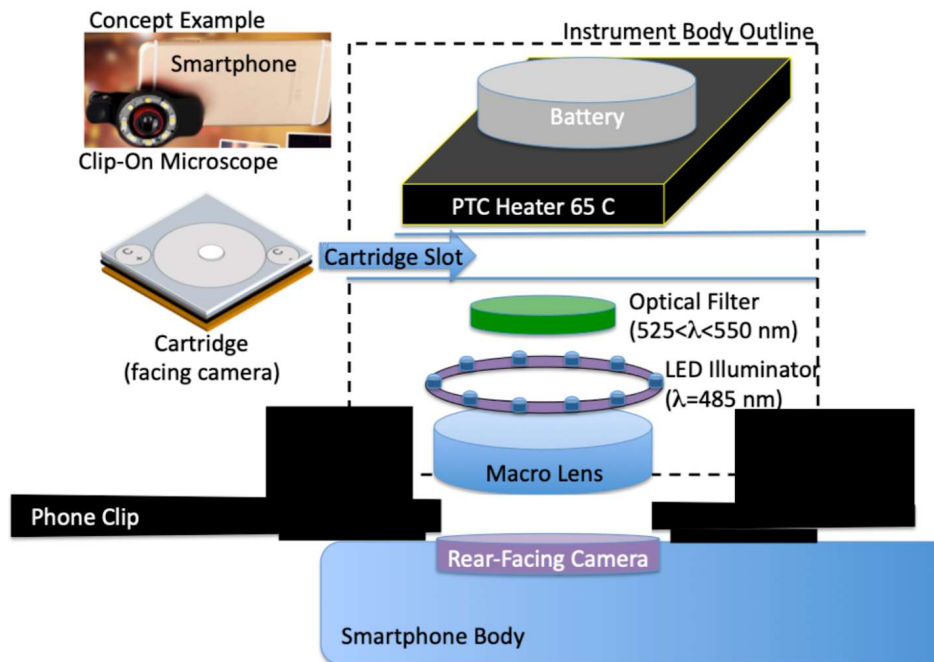 Concept Example
Smartphone
Clip-On Microscope
Instrument Body Outline
Battery
PTC Heater 65 C
Cartridge Slot
C
+
C
-
Cartridge
(facing camera)
Optical Filter
(525<λ<550 nm)
LED Illuminator
(λ=485 nm)
Macro Lens
Phone Clip
Rear-Facing Camera
Smartphone Body